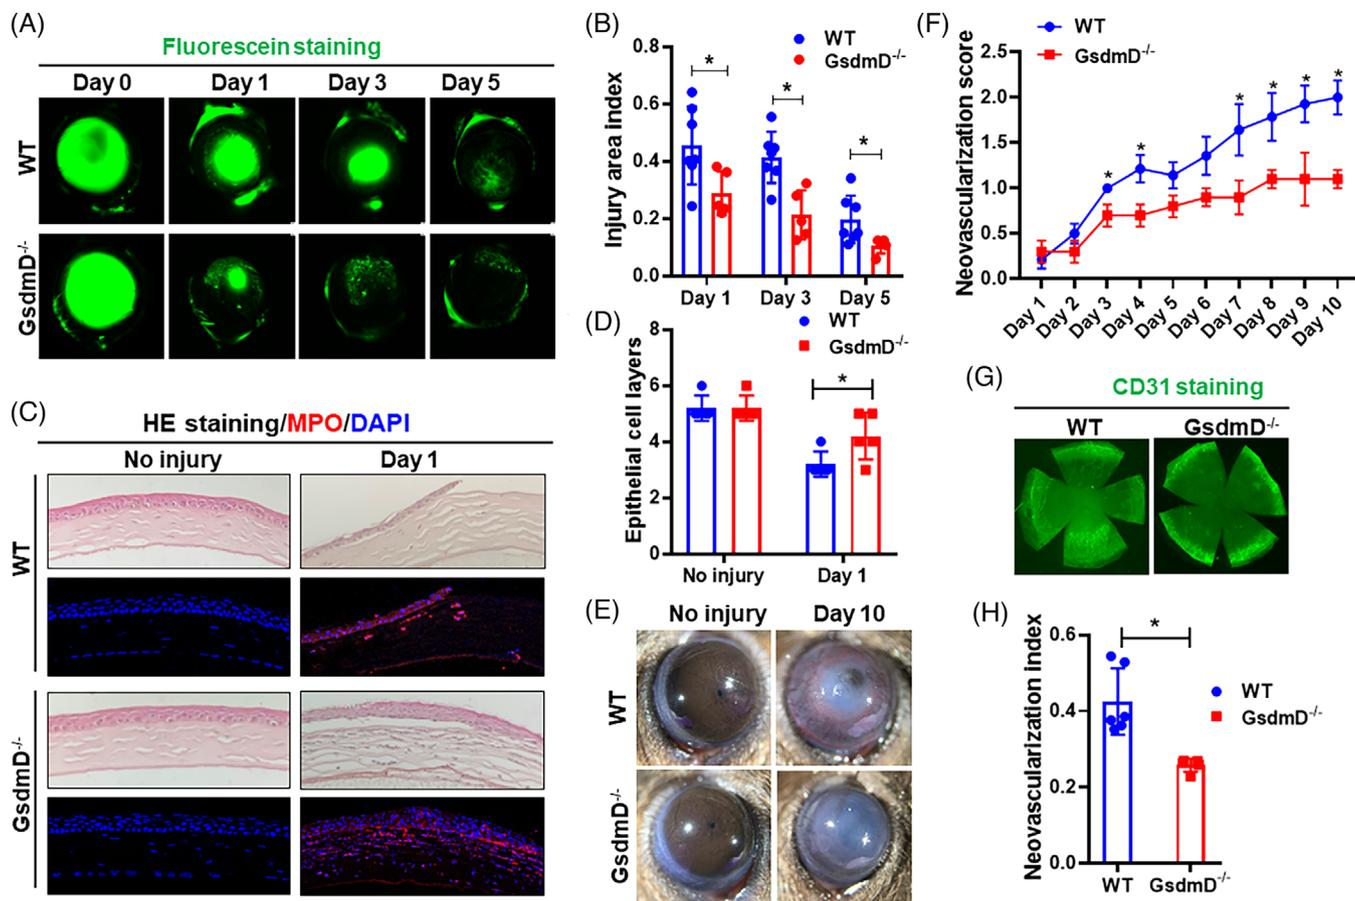 (A)
Fluorescein staining
Day 0 Day 1 Day 3 Day 5
WT
GsdmD-/-
(B)
WT
GsdmD-/-
Injury area index
0.8
0.6
0.4
0.2
0.0
* * *
Day 1 Day 3 Day 5
(C)
HE staining/MPO/DAPI
No injury Day 1
WT
GsdmD-/-
(D)
WT
GsdmD-/-
Epithelial cell layers
8
6
4
2
0
*
No injury Day 1
(E)
No injury Day 10
WT
GsdmD-/-
(F)
WT
GsdmD-/-
Neovascularization score
2.5
2.0
1.5
1.0
0.5
0.0
* * * * * *
Day 1 Day 2 Day 3 Day 4 Day 5 Day 6 Day 7 Day 8 Day 9 Day 10
(G)
CD31 staining
WT GsdmD-/-
(H)
Neovascularization index
0.6
0.4
0.2
0.0
*
WT
GsdmD-/-
WT GsdmD-/-